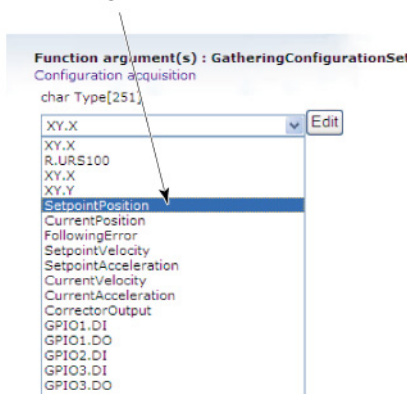 Function argument(s) : GatheringConfigurationSet
Configuration acquisition
char Type[251]
XY.X
Edit
XY.X
R.URS100
XY.X
XY.Y
SetpointPosition
CurrentPosition
FollowingError
SetpointVelocity
SetpointAcceleration
CurrentVelocity
CurrentAcceleration
CorrectorOutput
GPIO1.DI
GPIO1.DO
GPIO2.DI
GPIO3.DI
GPIO3.DO